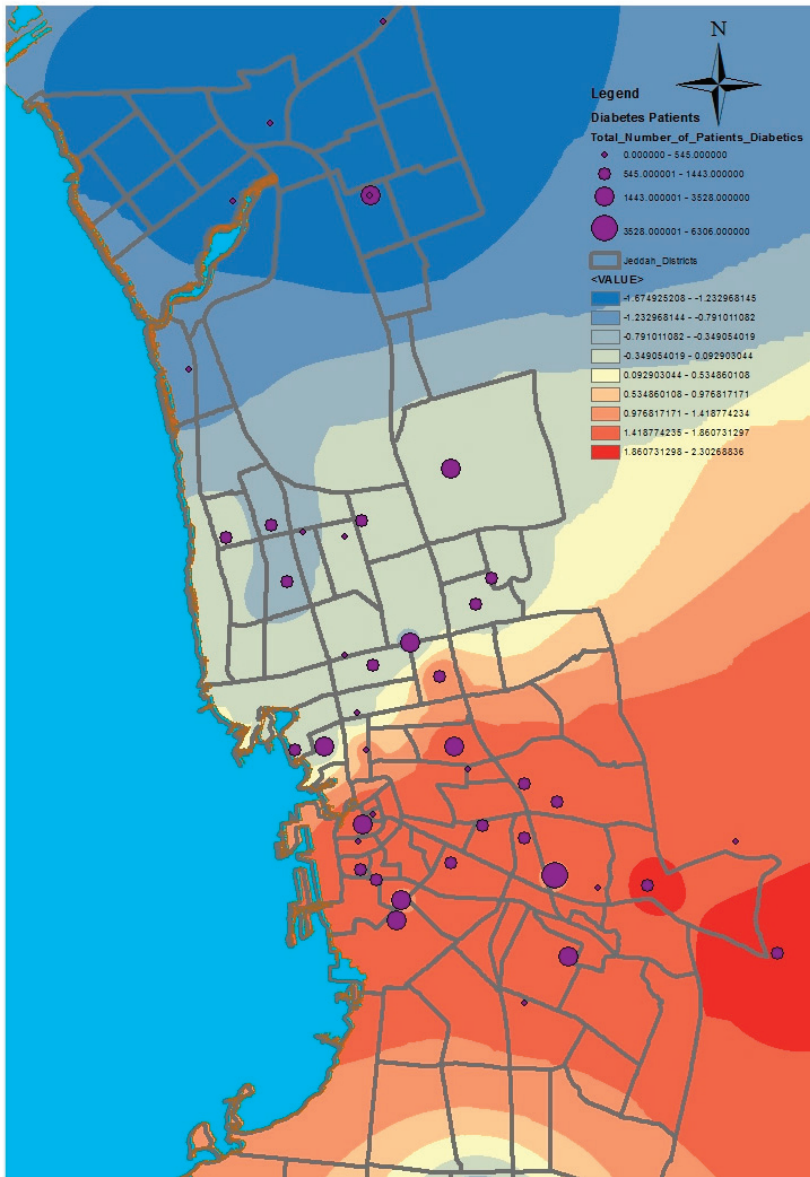 N
Legend
Diabetes Patients
Total_Number_of_Patients_Diabetics
0.000000 - 545.000000
545.000001 - 1443.000000
1443.000001 - 3528.000000
3528.000001 - 6306.000000
Jeddah_Districts
<VALUE>
-1.674925208 - -1.232968145
-1.232968144 - -0.791011082
-0.791011082 - -0.349054019
-0.349054019 - 0.092903044
0.092903044 - 0.534860108
0.534860108 - 0.976817171
0.976817171 - 1.418774234
1.418774235 - 1.860731297
1.860731298 - 2.30268836